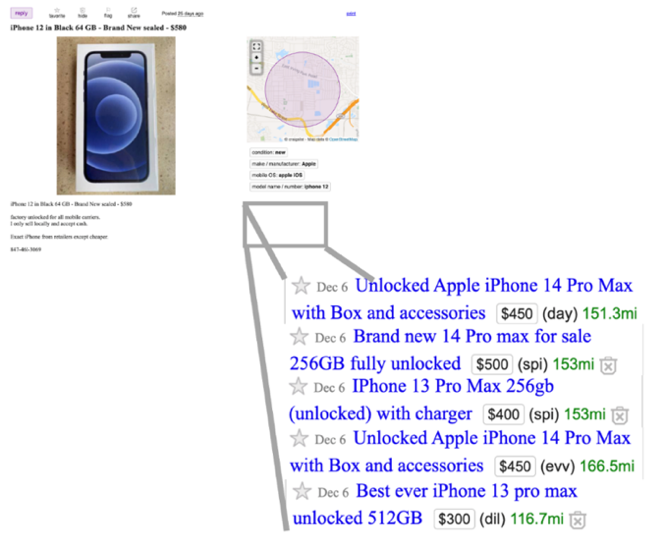 reply
favorite
hide
flag
share
Posted 35 days ago
print
iPhone 12 in Black 64 GB - Brand New sealed - $580
© craigslist - Map data © OpenStreetMap
condition: new
make / manufacturer: Apple
mobile OS: apple iOS
model name / number: iphone 12
iPhone 12 in Black 64 GB - Brand New sealed - $580
factory unlocked for all mobile carriers.
I only sell locally and accept cash.
Exact iPhone from retailers except cheaper
Dec 6 Unlocked Apple iPhone 14 Pro Max
with Box and accessories $450 (day) 151.3mi
Dec 6 Brand new 14 Pro max for sale
256GB fully unlocked $500 (spi) 153mi
Dec 6 IPhone 13 Pro Max 256gb
(unlocked) with charger $400 (spi) 153mi
Dec 6 Unlocked Apple iPhone 14 Pro Max
with Box and accessories $450 (evv) 166.5mi
Dec 6 Best ever iPhone 13 pro max
unlocked 512GB $300 (dil) 116.7mi